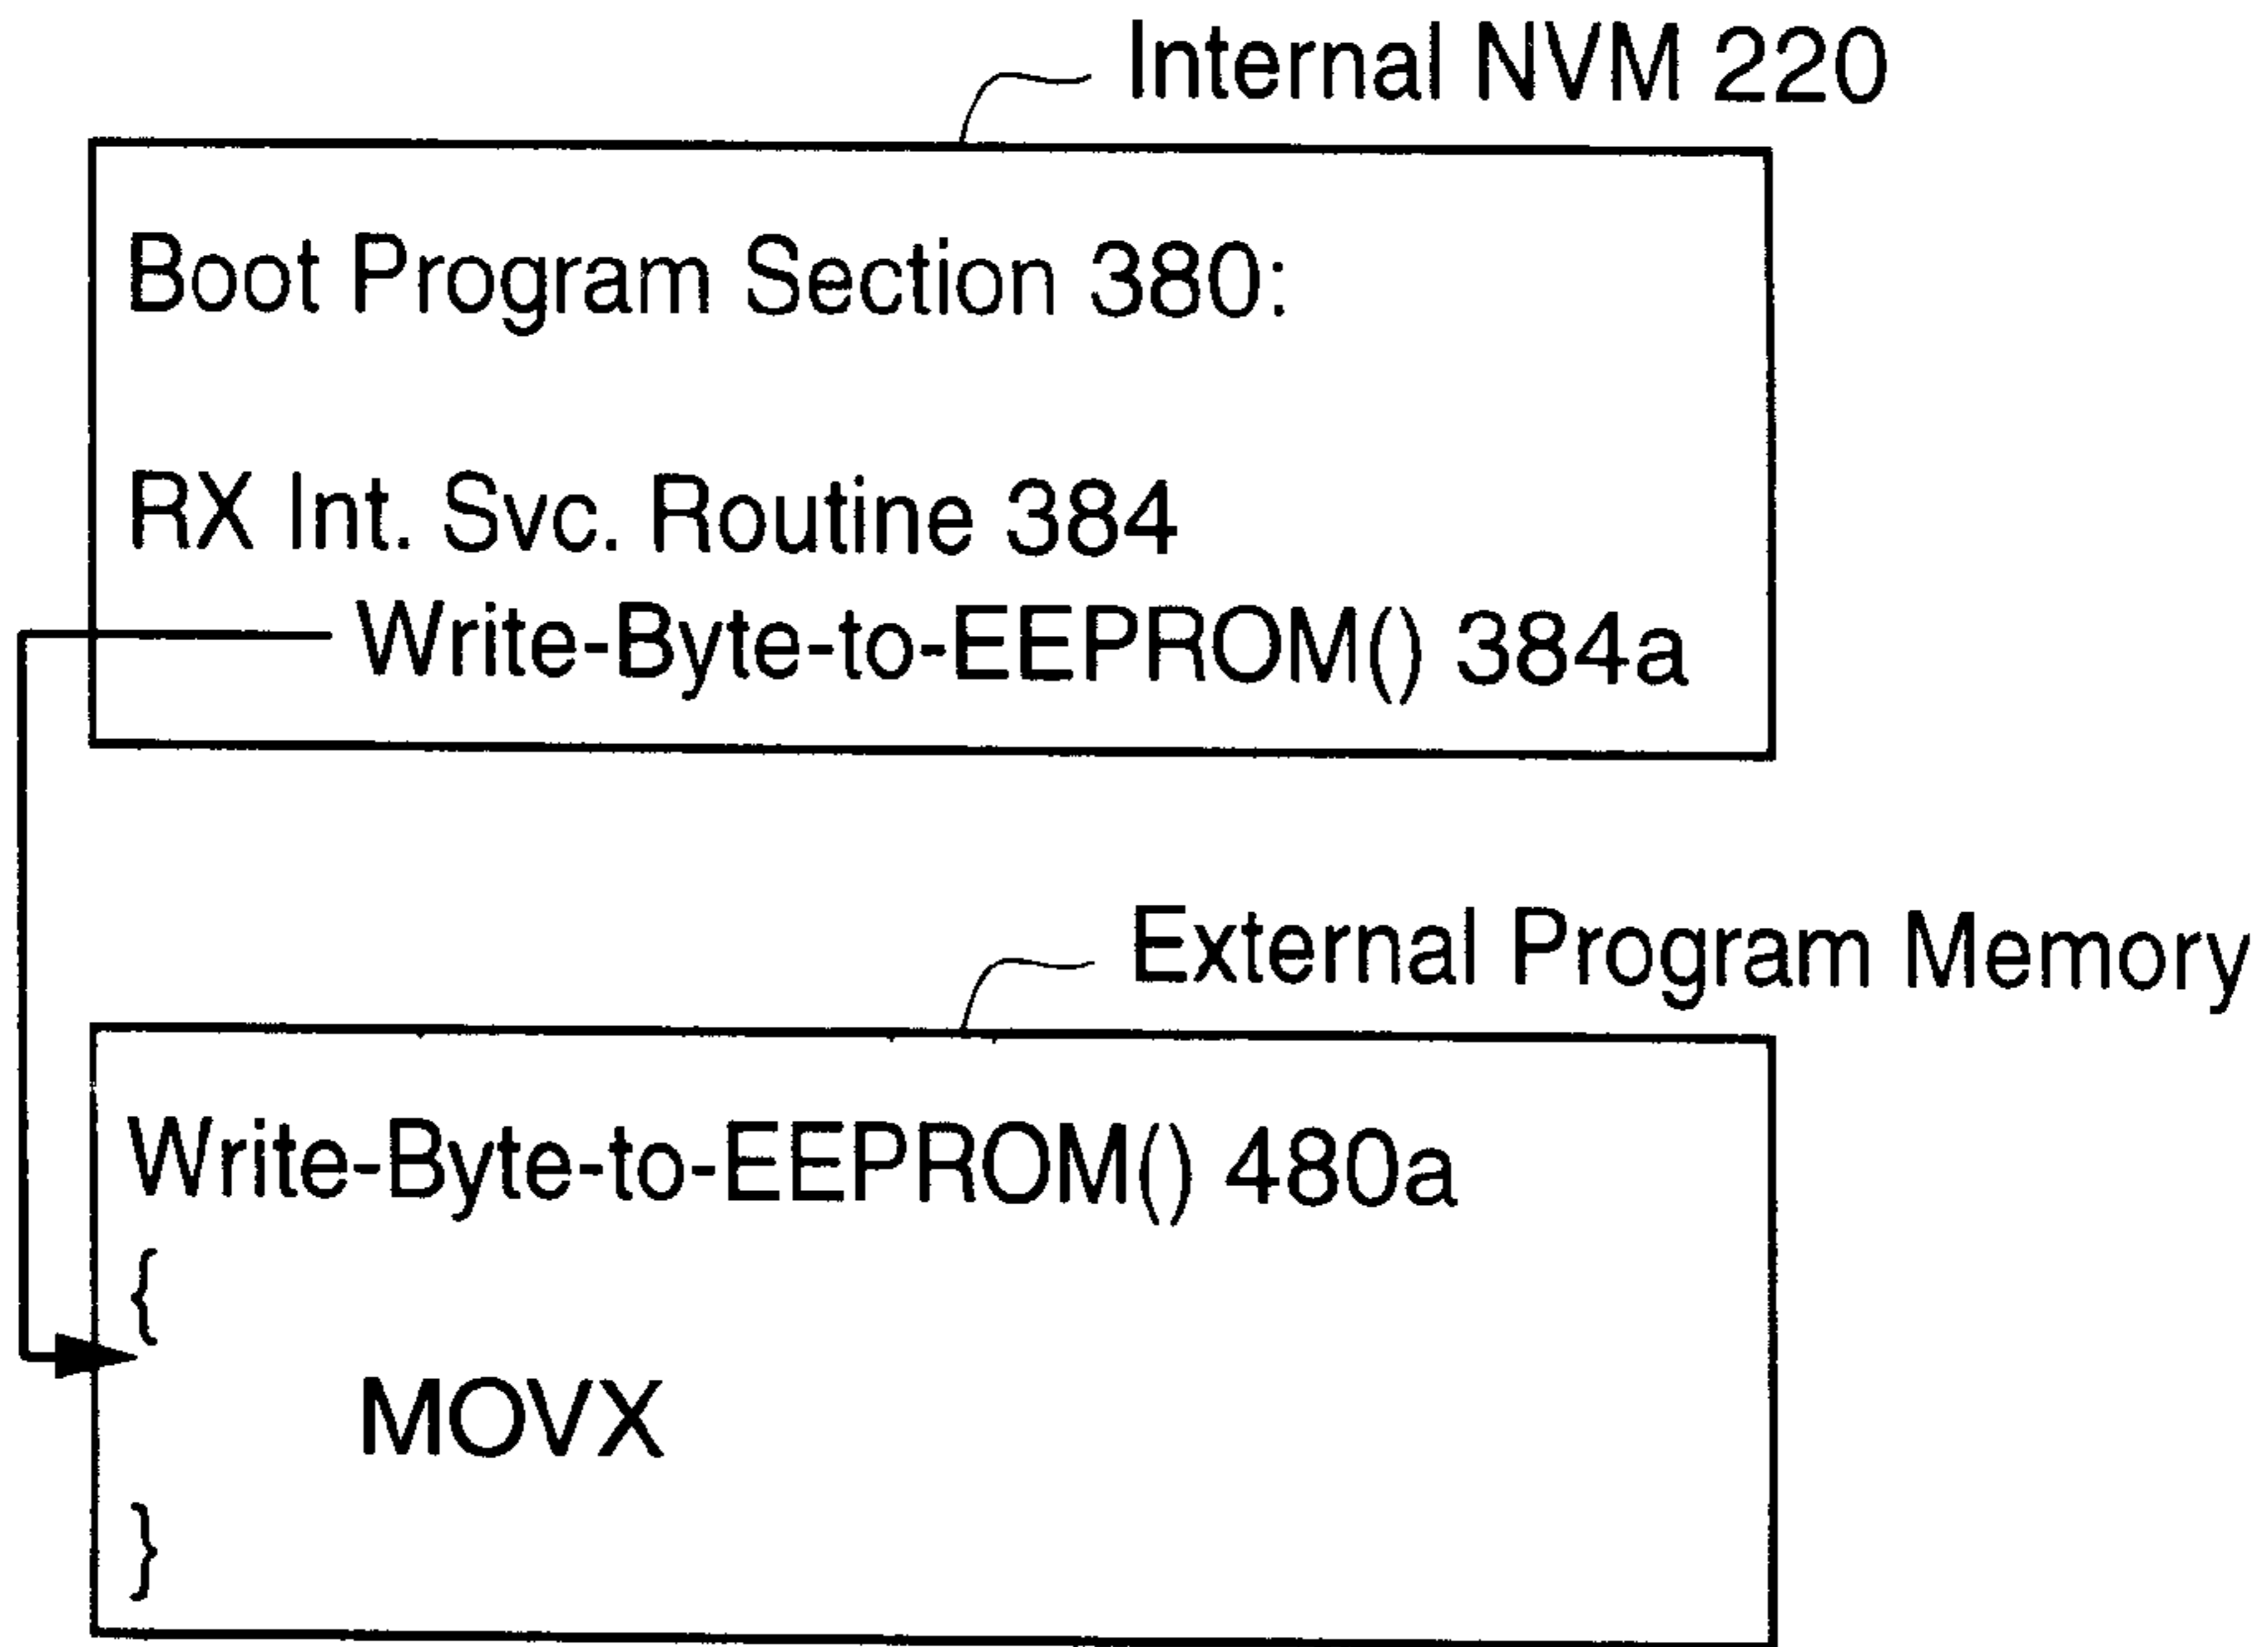 Internal NVM 220
Boot Program Section 380:
RX Int. Svc. Routine 384
Write-Byte-to-EEPROM() 384a
External Program Memory
Write-Byte-to-EEPROM() 480a
{
MOVX
}